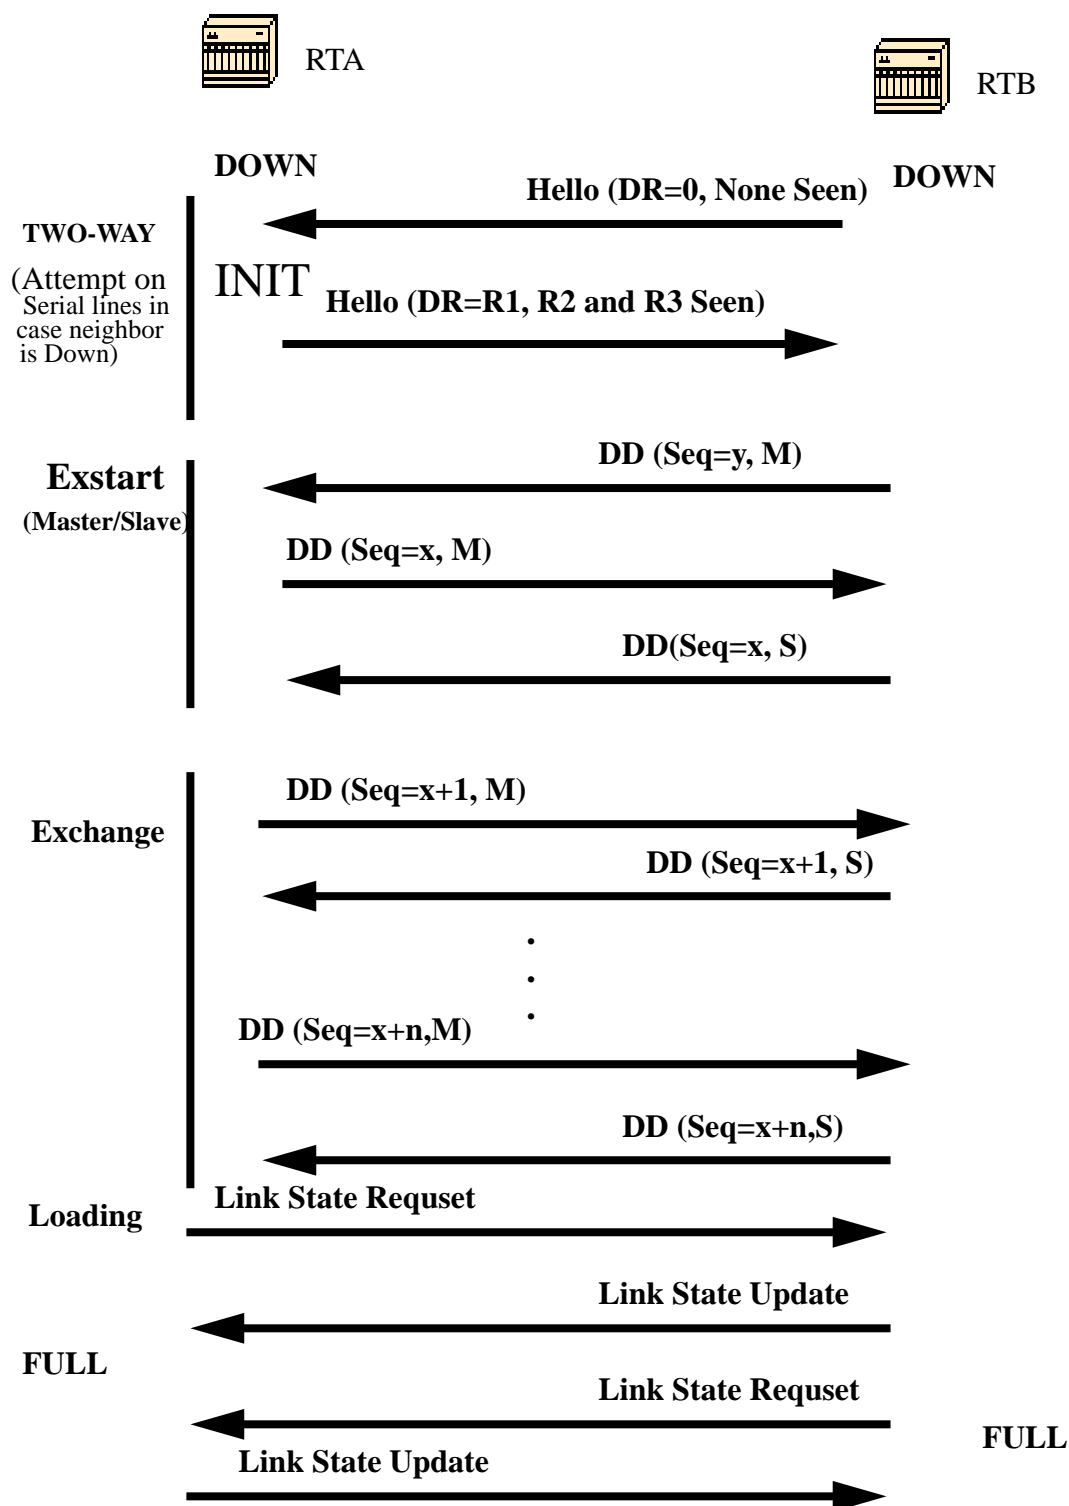 RTA
RTB
DOWN
DOWN
Hello (DR=0, None Seen)
TWO-WAY
(Attempt on
Serial lines in
case neighbor
is Down)
INIT
Hello (DR=R1, R2 and R3 Seen)
DD (Seq=y, M)
Exstart
(Master/Slave)
DD (Seq=x, M)
DD(Seq=x, S)
DD (Seq=x+1, M)
Exchange
DD (Seq=x+1, S)
.
.
.
DD (Seq=x+n,M)
DD (Seq=x+n,S)
Link State Requset
Loading
Link State Update
FULL
Link State Requset
FULL
Link State Update